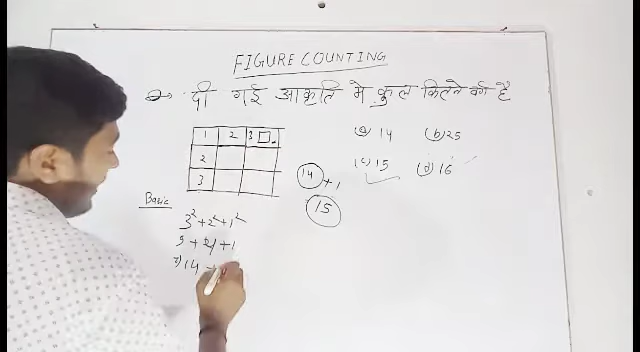 FIGURE COUNTING
दी गई आकृति मे कुल कितने वर्ग है
(a) 14 (b) 25
(c) 15 (d) 16
1 2 3
2
3
14 +1
15
Basic
3² + 2² + 1²
9 + 4 + 1
14 +